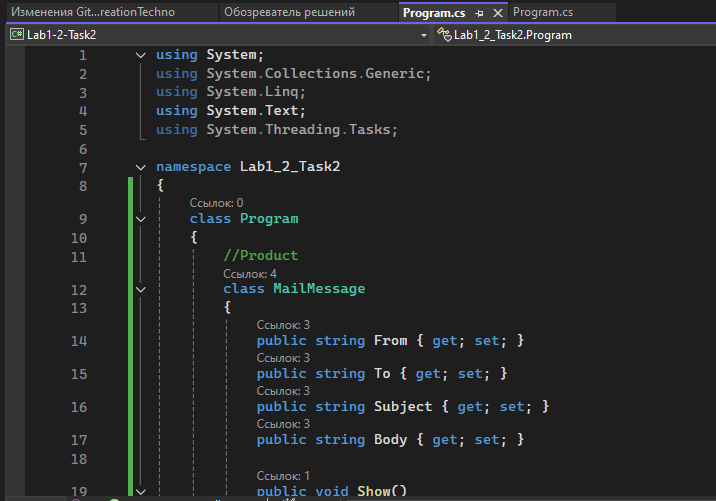 Изменения Git...reationTechno Обозреватель решений Program.cs Program.cs
C# Lab1-2-Task2 Lab1_2_Task2.Program
1 using System;
2 using System.Collections.Generic;
3 using System.Linq;
4 using System.Text;
5 using System.Threading.Tasks;
6
7 namespace Lab1_2_Task2
8 {
Ссылок: 0
9 class Program
10 {
11 //Product
Ссылок: 4
12 class MailMessage
13 {
Ссылок: 3
14 public string From { get; set; }
Ссылок: 3
15 public string To { get; set; }
Ссылок: 3
16 public string Subject { get; set; }
Ссылок: 3
17 public string Body { get; set; }
18
Ссылок: 1
19 public void Show()